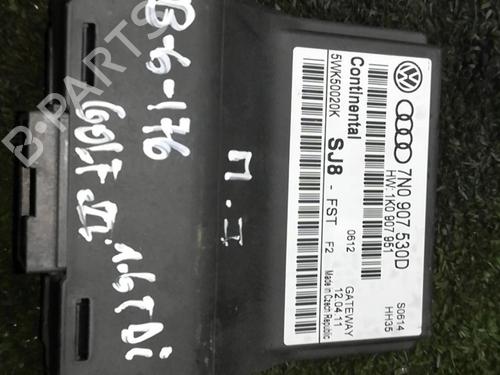 7N0 907 530D
HW: 1K0 907 951
S0614
HH35
Continental
5WK50020K
SJ8 - FST
0612
F2
GATEWAY
12 04 11
Made in Czech Republic
B-6-176
GOLF VI 1.6 TDi
B-PARTS